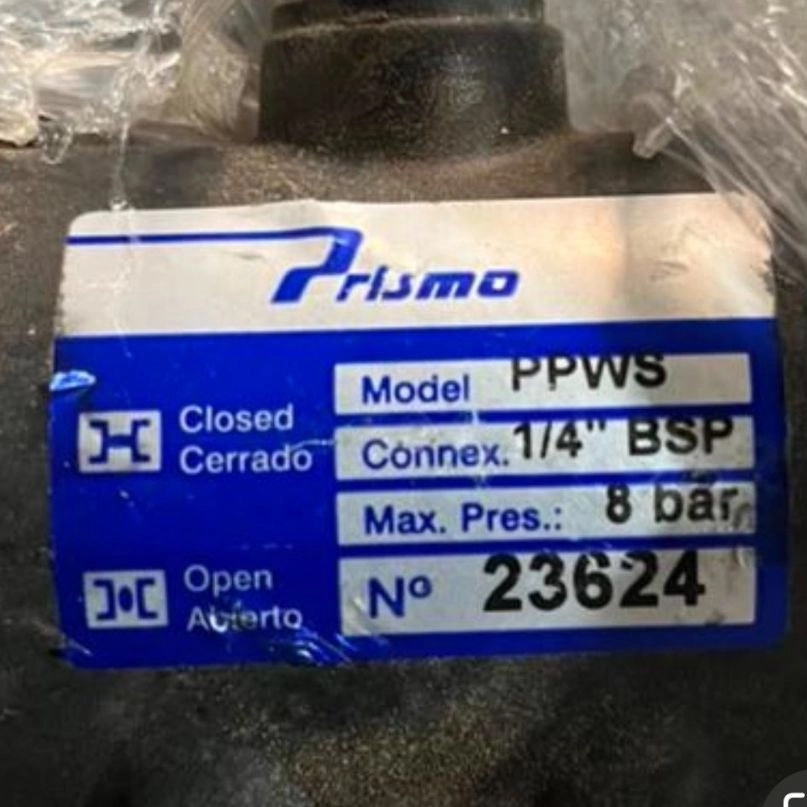 Prismo
Closed
Cerrado
Model PPWS
Connex. 1/4" BSP
Max. Pres.: 8 bar
Open
Abierto
Nº 23624